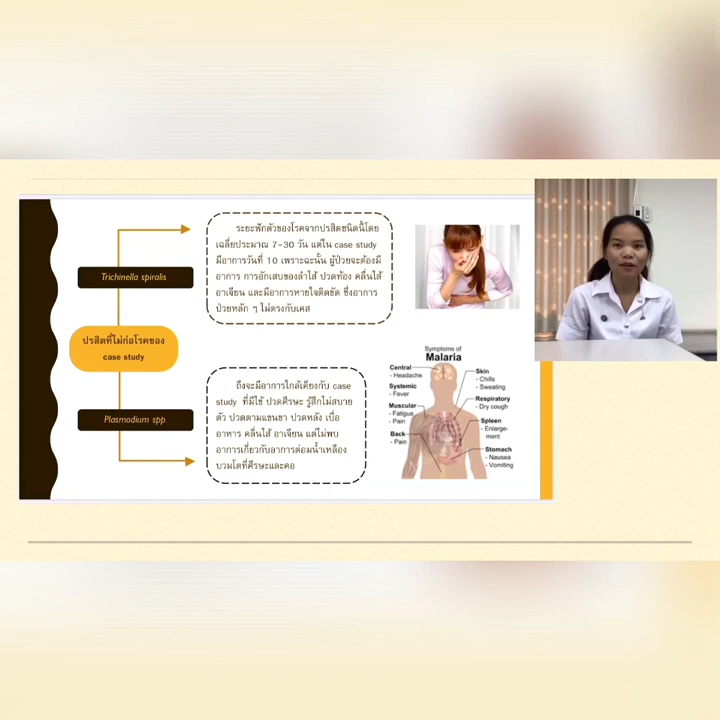 ระยะฟักตัวของโรคจากปรสิตชนิดนี้โดย
เฉลี่ยประมาณ 7-30 วัน แต่ใน case study
มีอาการวันที่ 10 เพราะฉะนั้น ผู้ป่วยจะต้องมี
อาการ การอักเสบของลำไส้ ปวดท้อง คลื่นไส้
อาเจียน และมีอาการหายใจติดขัด ซึ่งอาการ
ป่วยหลัก ๆ ไม่ตรงกับเคส
Trichinella spiralis
ปรสิตที่ไม่ก่อโรคของ
case study
Plasmodium spp
ถึงจะมีอาการใกล้เคียงกับ case
study ที่มีไข้ ปวดศีรษะ รู้สึกไม่สบาย
ตัว ปวดตามแขนขา ปวดหลัง เบื่อ
อาหาร คลื่นไส้ อาเจียน แต่ไม่พบ
อาการเกี่ยวกับอาการต่อมน้ำเหลือง
บวมโตที่ศีรษะและคอ
Symptoms of
Malaria
Central
- Headache
Systemic
- Fever
Muscular
- Fatigue
- Pain
Back
- Pain
Skin
- Chills
- Sweating
Respiratory
- Dry cough
Spleen
- Enlarge-
ment
Stomach
- Nausea
- Vomiting